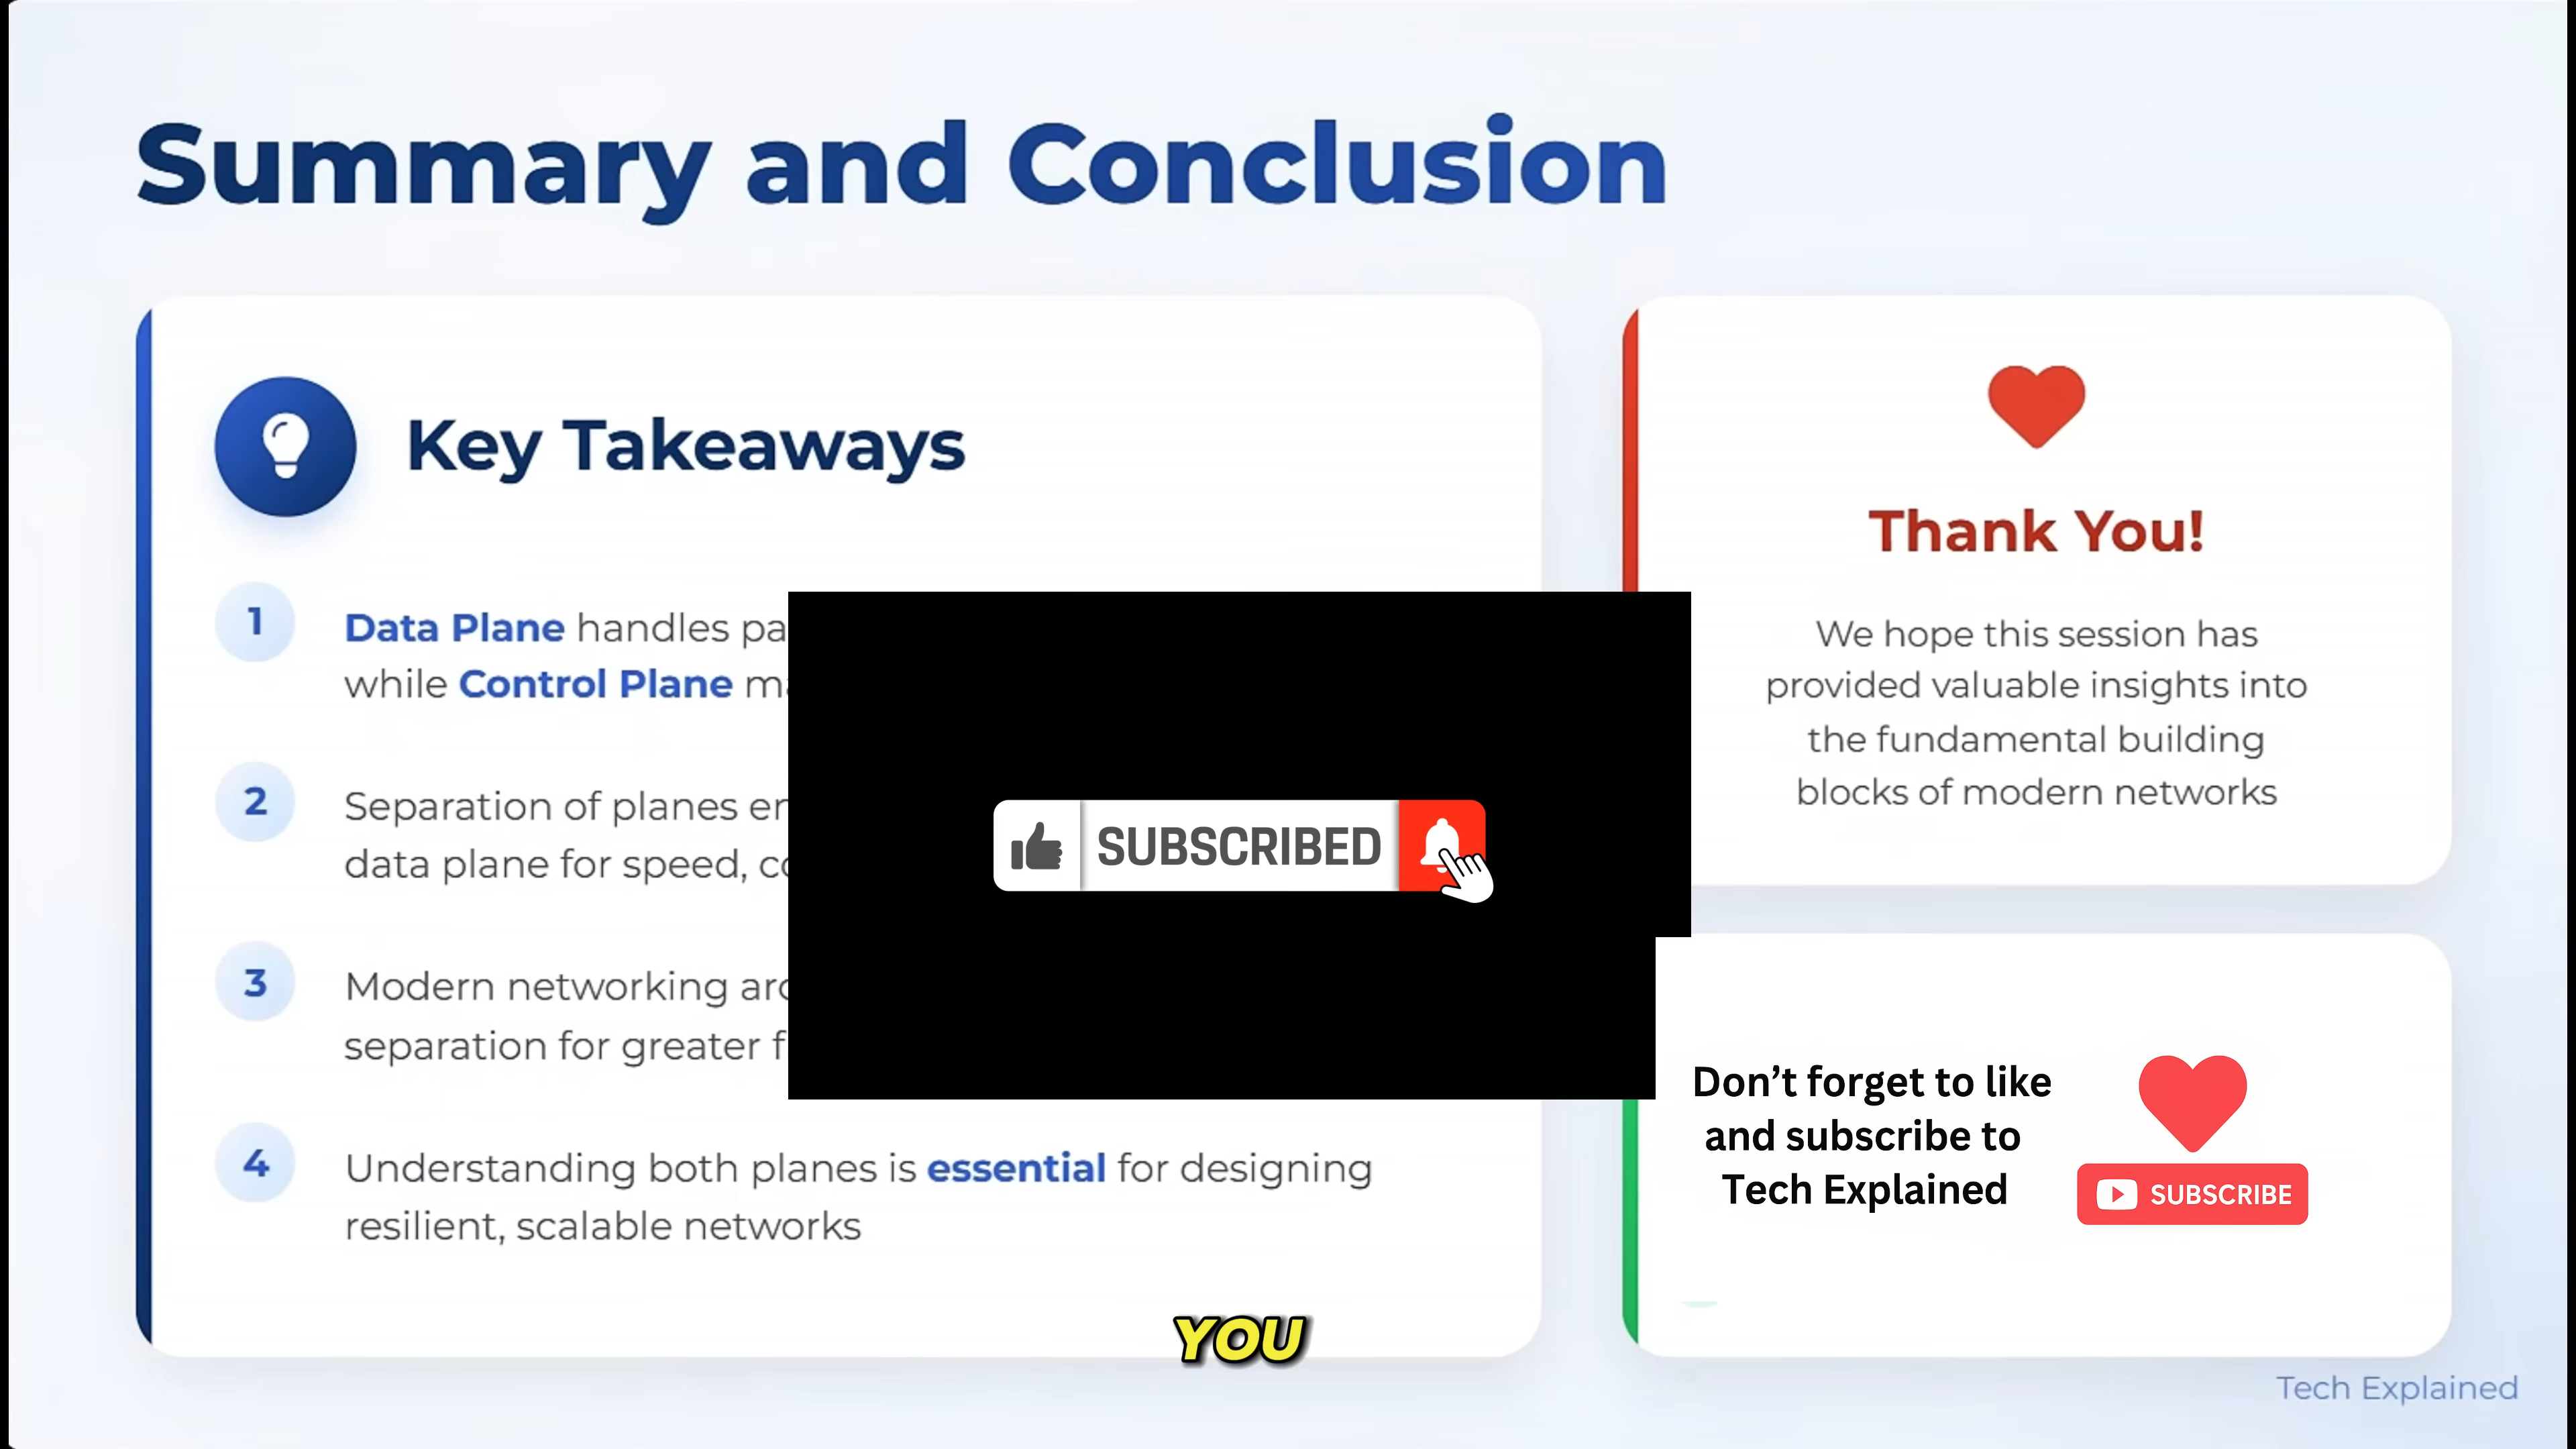 Summary and Conclusion
Key Takeaways
1
Data Plane handles
while Control Plane
2
Separation of planes
data plane for speed,
3
Modern networking
separation for greater
4
Understanding both planes is essential for designing
resilient, scalable networks
Thank You!
We hope this session has
provided valuable insights into
the fundamental building
blocks of modern networks
SUBSCRIBED
Don't forget to like
and subscribe to
Tech Explained
SUBSCRIBE
YOU
Tech Explained